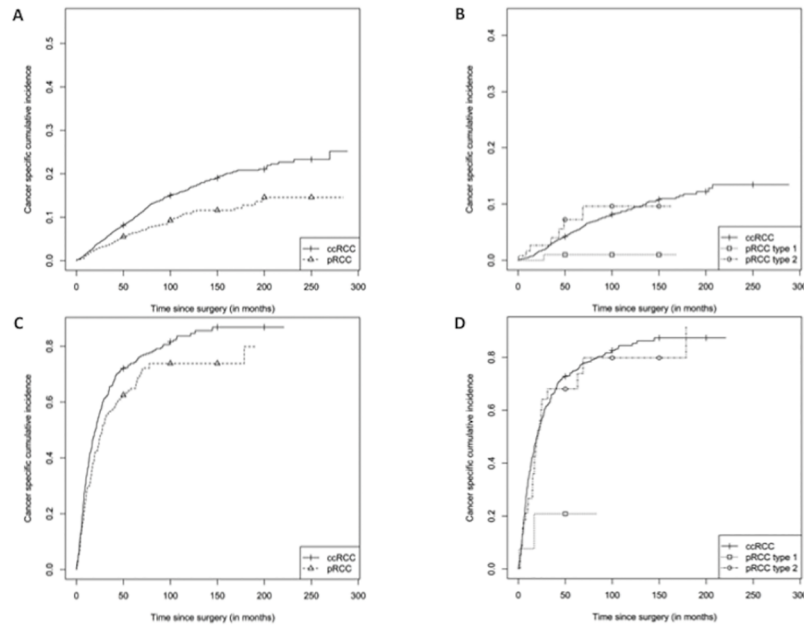 A
Cancer specific cumulative incidence
0.5
0.4
0.3
0.2
0.1
0.0
ccRCC
pRCC
0 50 100 150 200 250 300
Time since surgery (in months)
B
Cancer specific cumulative incidence
0.4
0.3
0.2
0.1
0.0
ccRCC
pRCC type 1
pRCC type 2
0 50 100 150 200 250 300
Time since surgery (in months)
C
Cancer specific cumulative incidence
0.8
0.6
0.4
0.2
0.0
ccRCC
pRCC
0 50 100 150 200 250 300
Time since surgery (in months)
D
Cancer specific cumulative incidence
0.8
0.6
0.4
0.2
0.0
ccRCC
pRCC type 1
pRCC type 2
0 50 100 150 200 250 300
Time since surgery (in months)